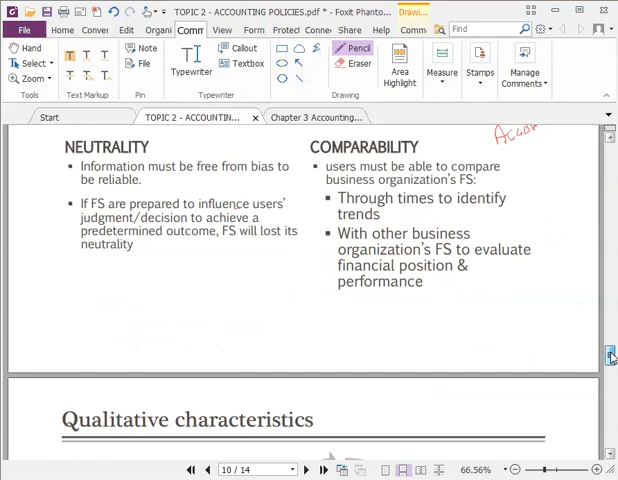 TOPIC 2 - ACCOUNTING POLICIES.pdf * - Foxit Phanto...
Drawi...
File
Home
Conv
Edit
Organ
Comm
View
Form
Protec
Share
Help
Comm
Find
Hand
Select
Zoom
Tools
Text Markup
Note
File
Pin
Typewriter
Callout
Textbox
Typewriter
Drawing
Pencil
Eraser
Area Highlight
Measure
Stamps
Manage Comments
Start
TOPIC 2 - ACCOUNTIN...
Chapter 3 Accounting...
NEUTRALITY
Information must be free from bias to
be reliable.
If FS are prepared to influence users'
judgment/decision to achieve a
predetermined outcome, FS will lost its
neutrality
COMPARABILITY
users must be able to compare
business organization's FS:
Through times to identify
trends
With other business
organization's FS to evaluate
financial position &
performance
Qualitative characteristics
10 / 14
66.56%